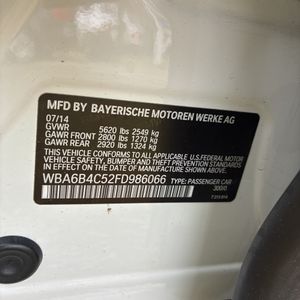 MFD BY BAYERISCHE MOTOREN WERKE AG
07/14
GVWR 5620 lbs 2549 kg
GAWR FRONT 2800 lbs 1270 kg
GAWR REAR 2920 lbs 1324 kg
THIS VEHICLE CONFORMS TO ALL APPLICABLE U.S. FEDERAL MOTOR
VEHICLE SAFETY, BUMPER AND THEFT PREVENTION STANDARDS
IN EFFECT ON THE DATE OF MANUFACTURE SHOWN ABOVE.
WBA6B4C52FD986066 TYPE: PASSENGER CAR
300/0